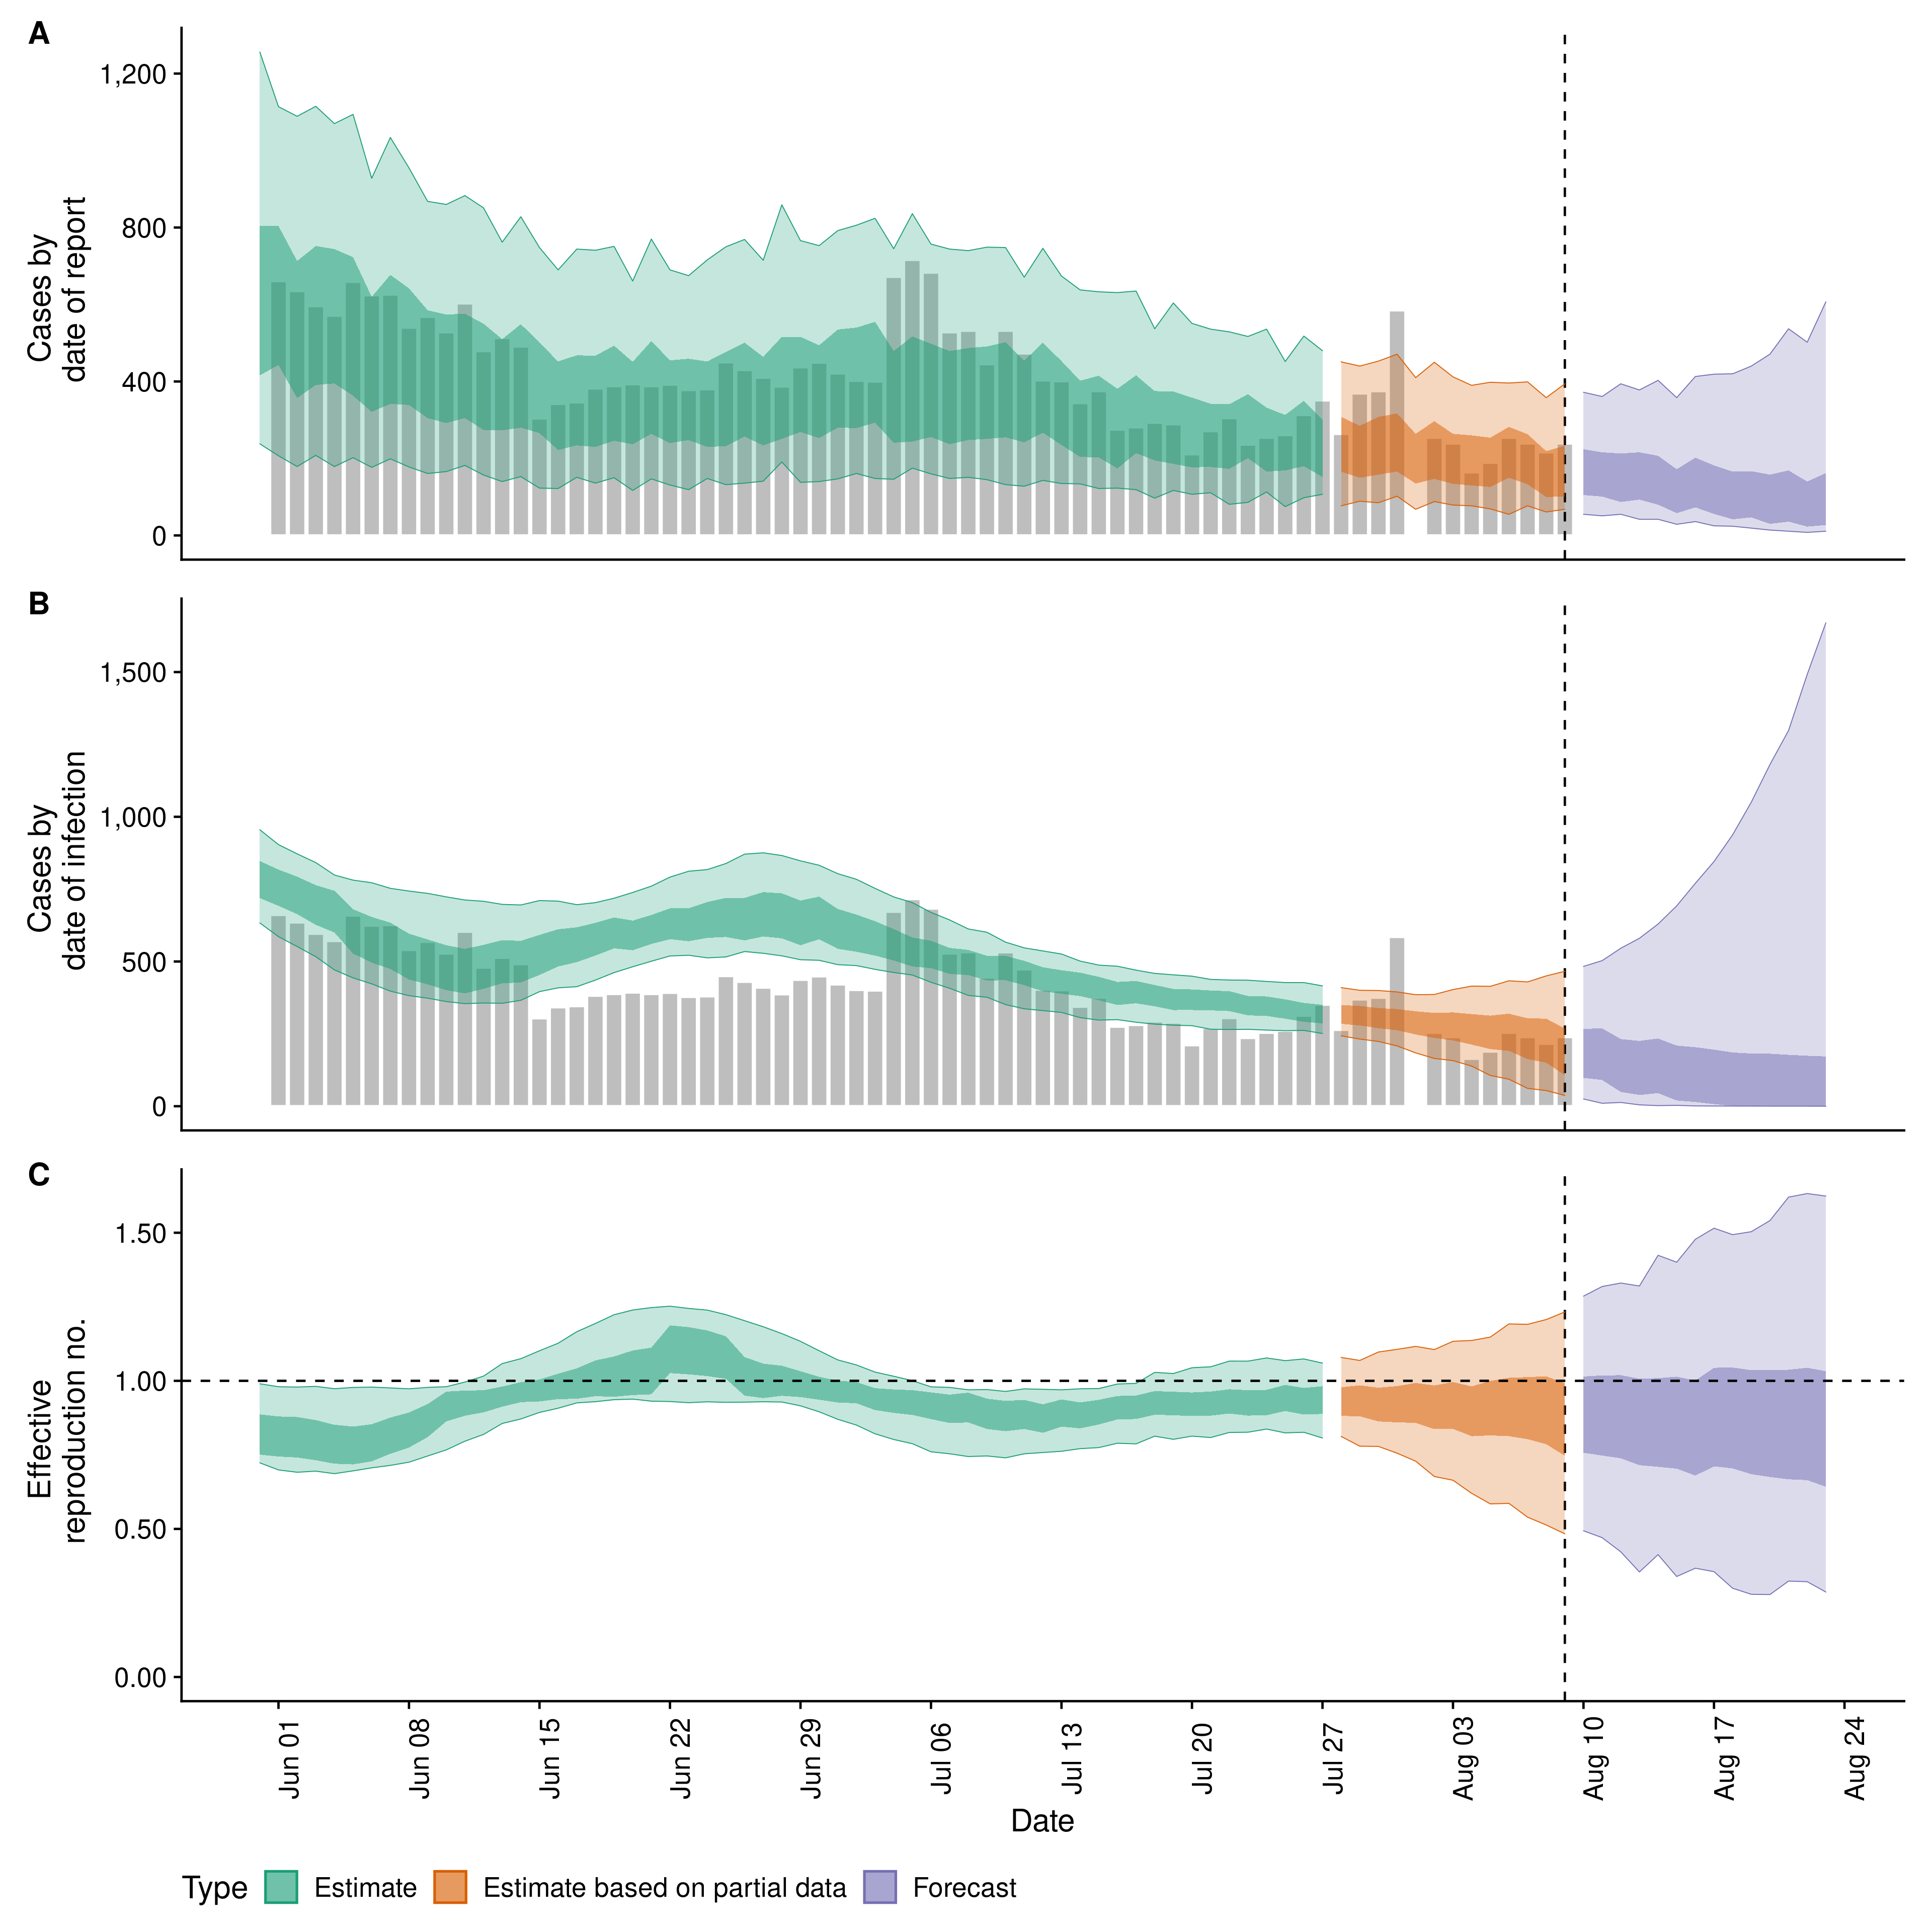 A
Cases by
date of report
1,200
800
400
0
B
Cases by
date of infection
1,500
1,000
500
0
C
Effective
reproduction no.
1.50
1.00
0.50
0.00
Jun 01
Jun 08
Jun 15
Jun 22
Jun 29
Jul 06
Jul 13
Jul 20
Jul 27
Aug 03
Aug 10
Aug 17
Aug 24
Date
Type Estimate Estimate based on partial data Forecast